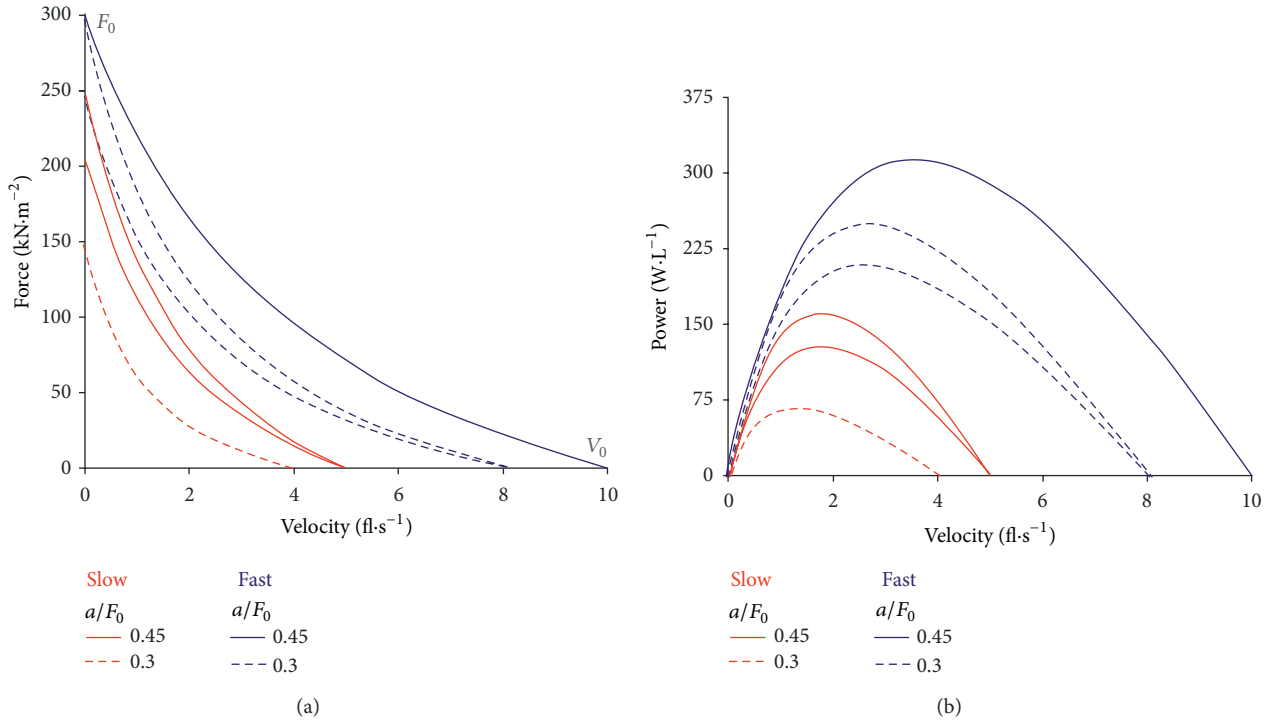 300
250
200
150
100
50
0
Force (kN·m⁻²)
F₀
V₀
0 2 4 6 8 10
Velocity (fl·s⁻¹)
Slow Fast
a/F₀ a/F₀
0.45 0.45
0.3 0.3
(a)
375
300
225
150
75
0
Power (W·L⁻¹)
0 2 4 6 8 10
Velocity (fl·s⁻¹)
Slow Fast
a/F₀ a/F₀
0.45 0.45
0.3 0.3
(b)